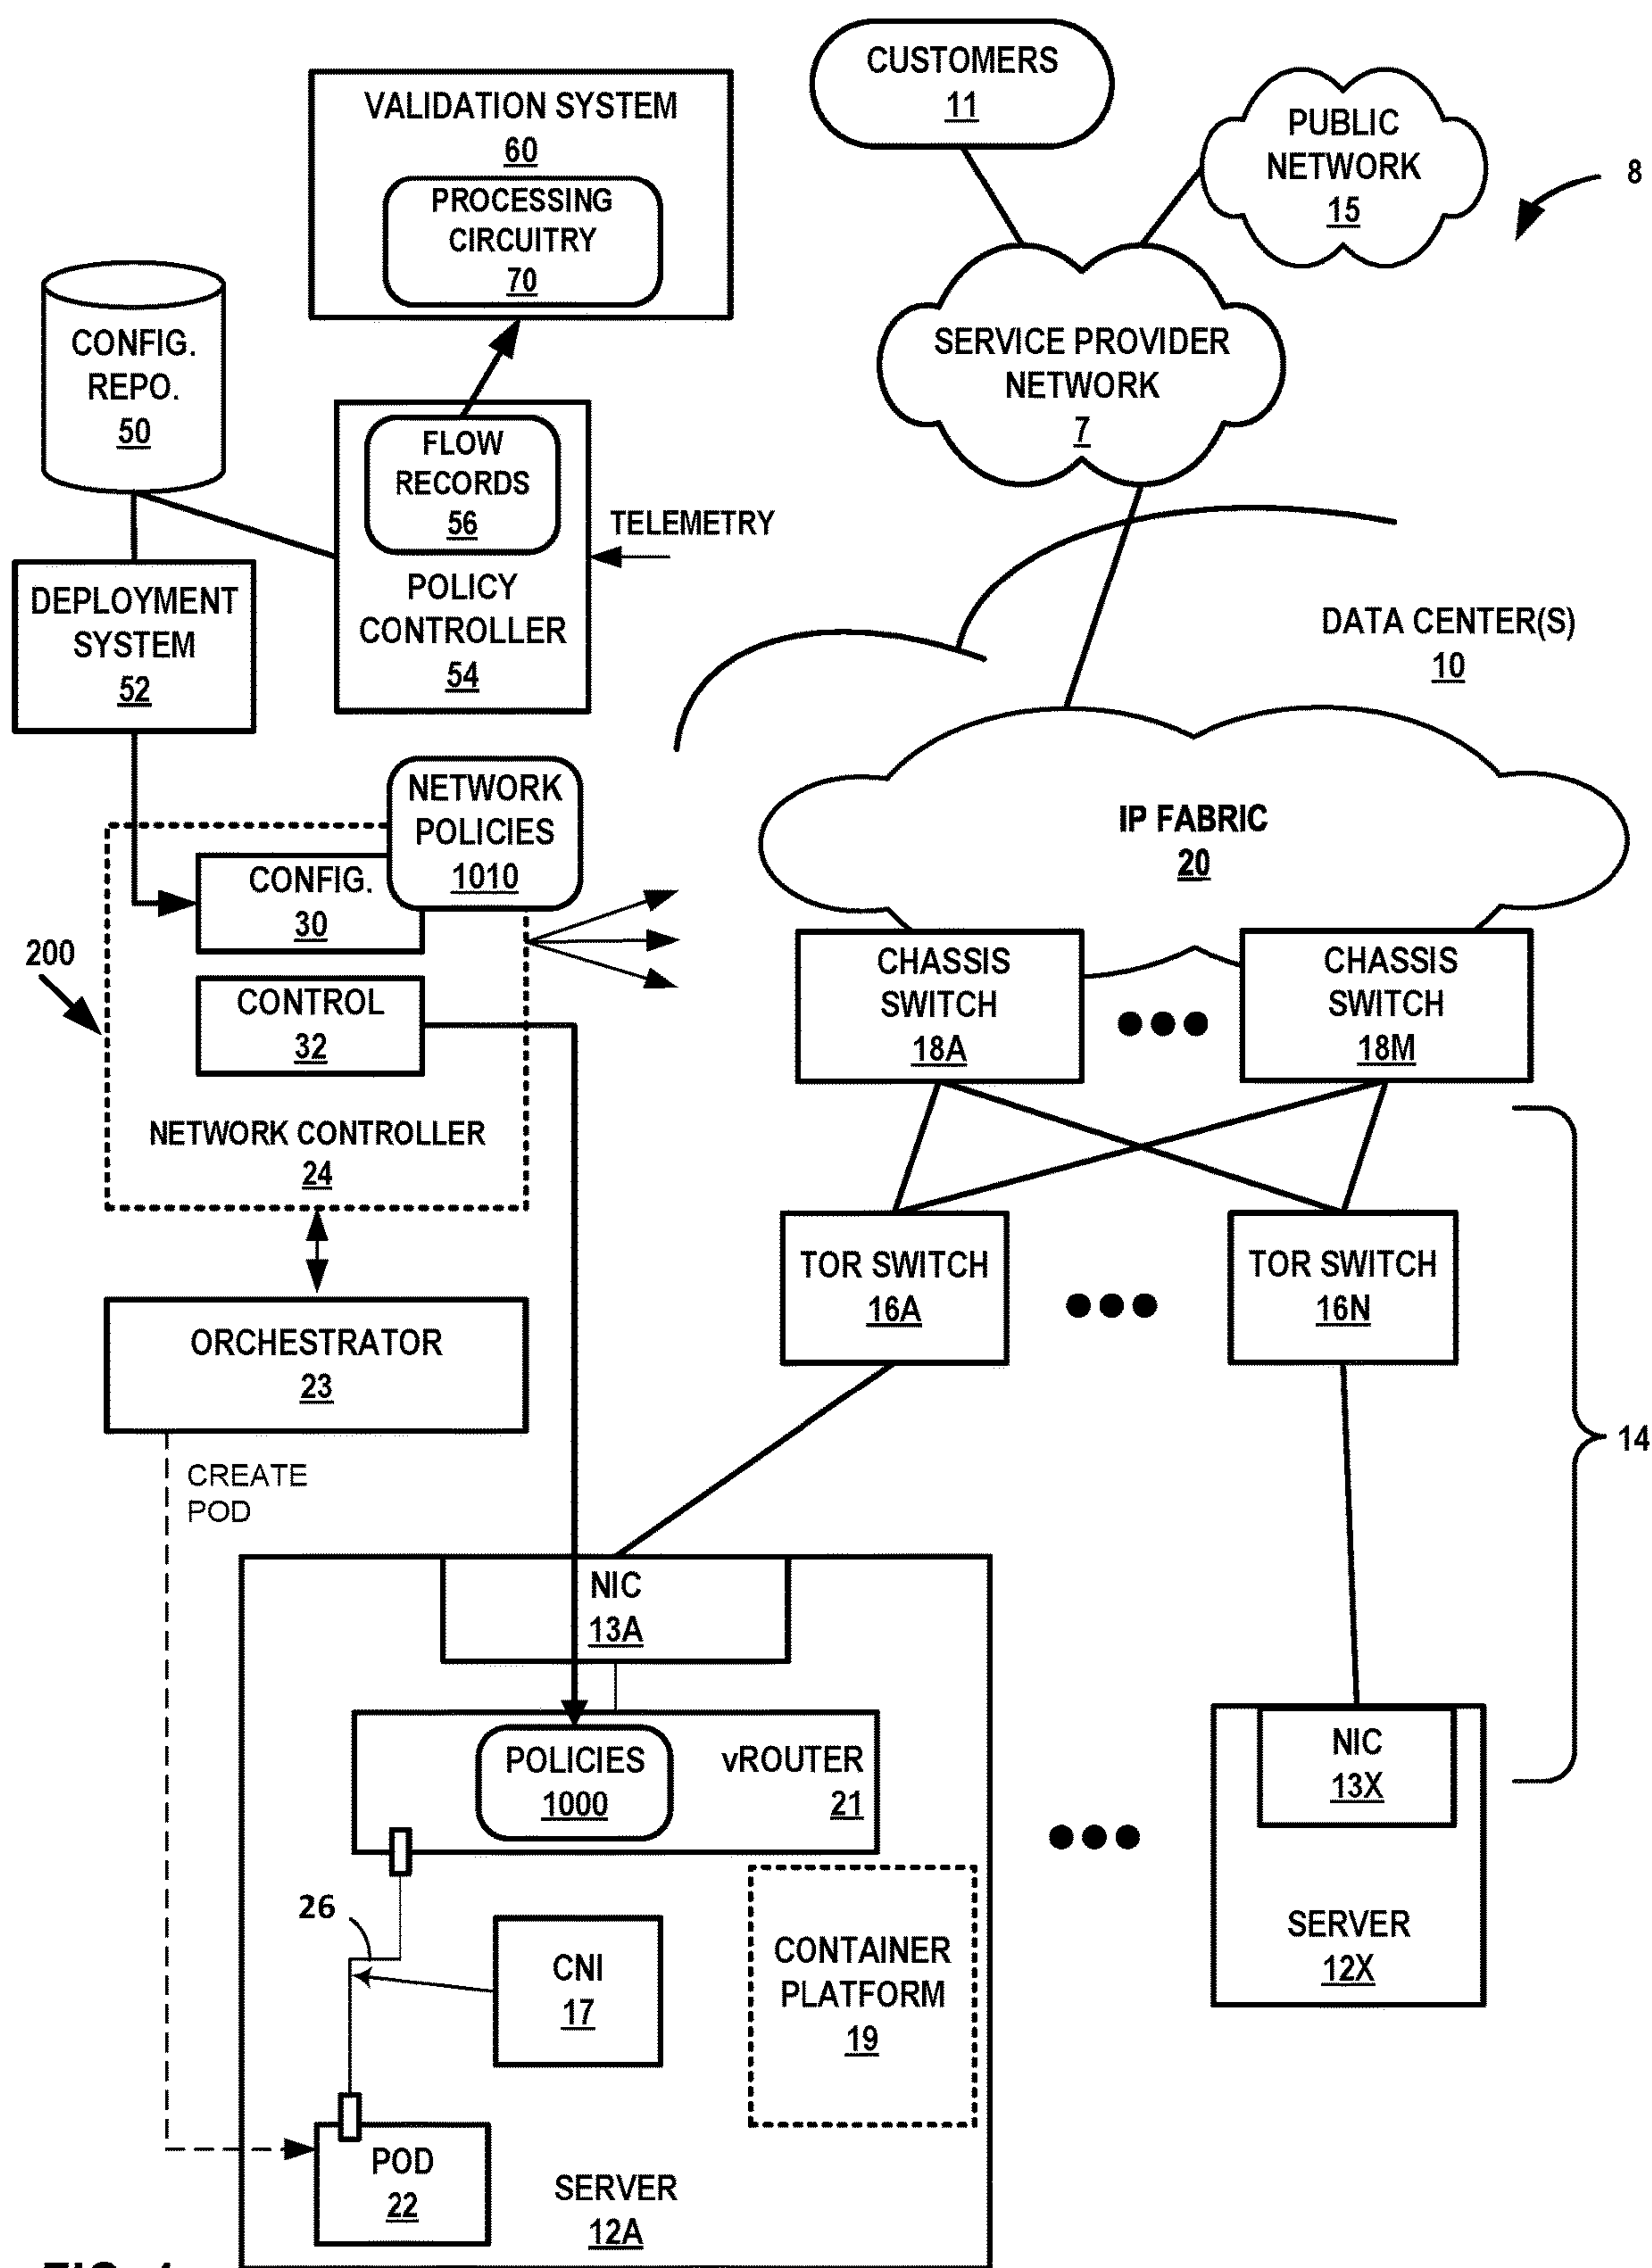 CUSTOMERS
11
PUBLIC
NETWORK
15
8
VALIDATION SYSTEM
60
PROCESSING
CIRCUITRY
70
CONFIG.
REPO.
50
SERVICE PROVIDER
NETWORK
7
FLOW
RECORDS
56
TELEMETRY
POLICY
CONTROLLER
54
DEPLOYMENT
SYSTEM
52
DATA CENTER(S)
10
NETWORK
POLICIES
1010
CONFIG.
30
IP FABRIC
20
200
CONTROL
32
NETWORK CONTROLLER
24
CHASSIS
SWITCH
18A
CHASSIS
SWITCH
18M
TOR SWITCH
16A
TOR SWITCH
16N
ORCHESTRATOR
23
14
CREATE
POD
NIC
13A
POLICIES
1000
vROUTER
21
NIC
13X
SERVER
12X
26
CNI
17
CONTAINER
PLATFORM
19
POD
22
SERVER
12A